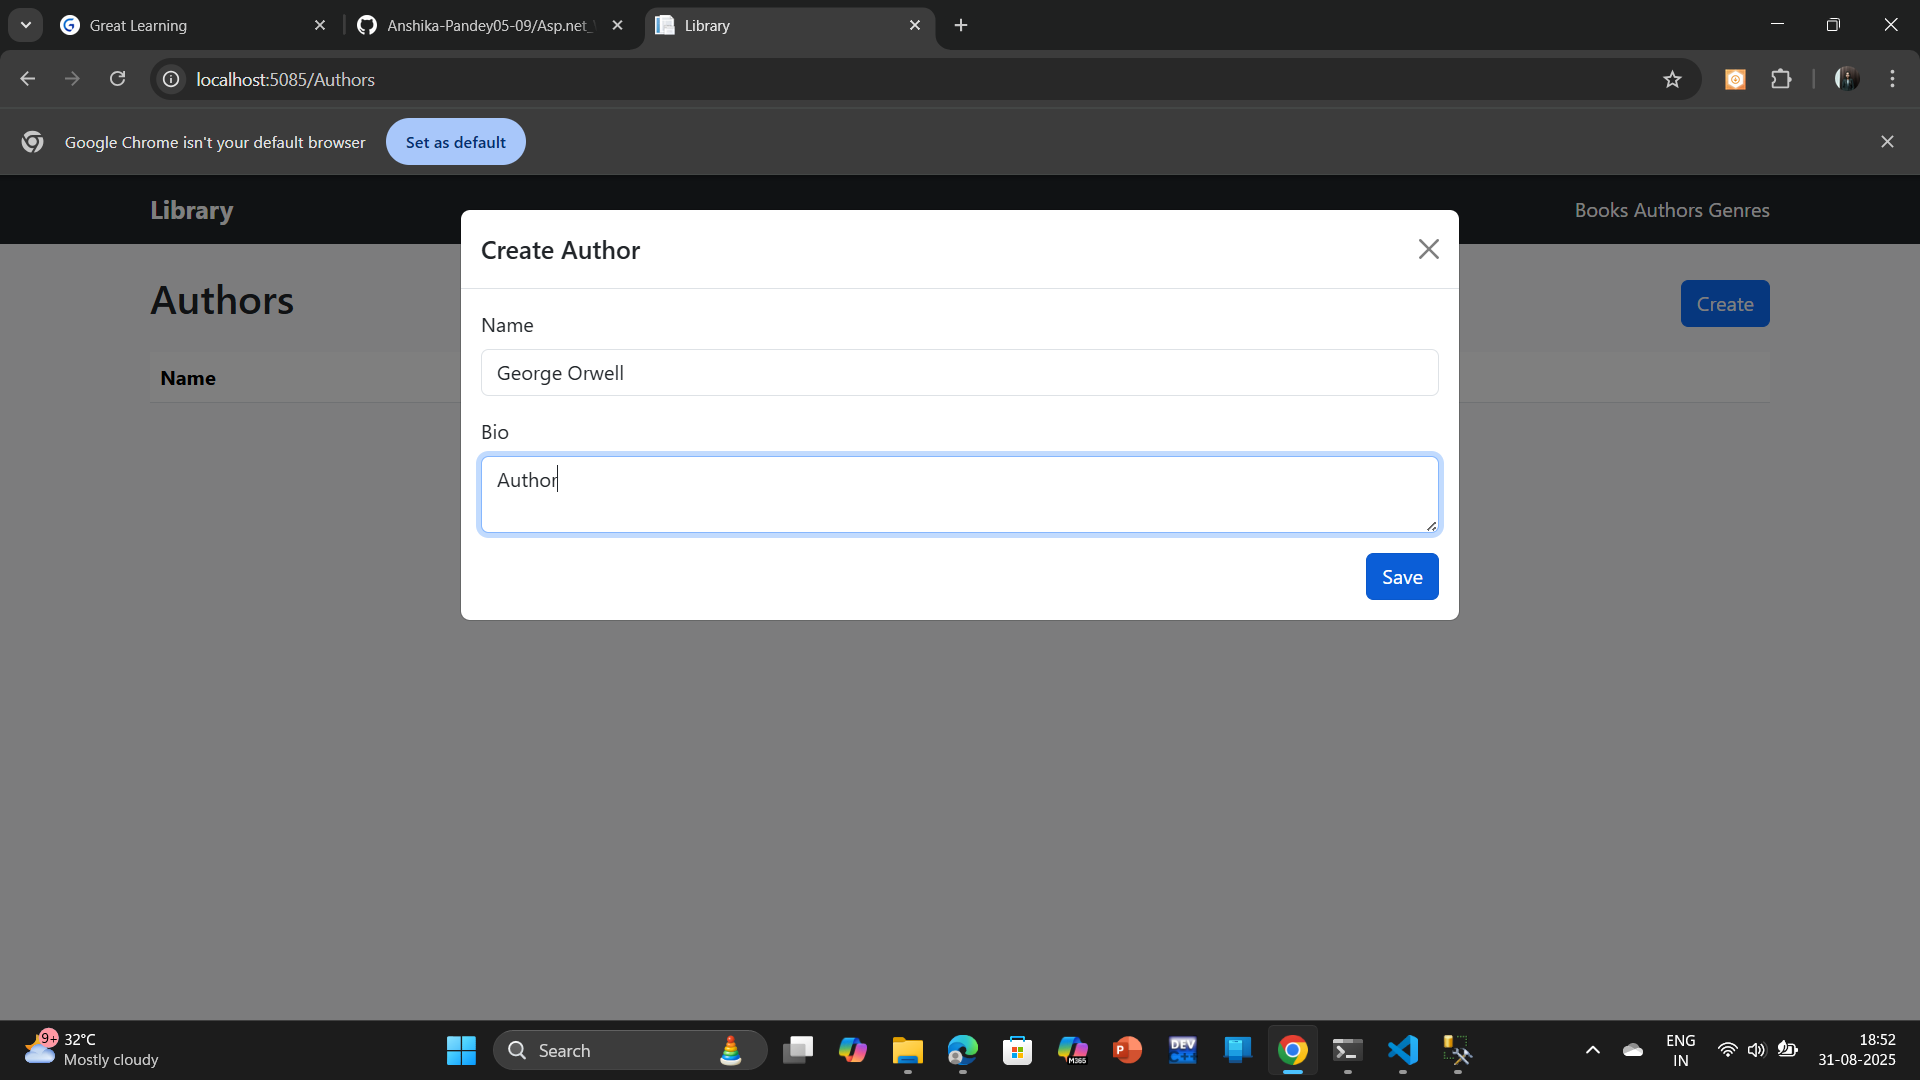 Great Learning
Anshika-Pandey05-09/Asp.net_
Library
localhost:5085/Authors
Google Chrome isn't your default browser
Set as default
Library
Books Authors Genres
Create Author
Authors
Create
Name
George Orwell
Name
Bio
Author
Save
9+
32°C
Mostly cloudy
Search
M365
P
DEV
C++
ENG
IN
18:52
31-08-2025